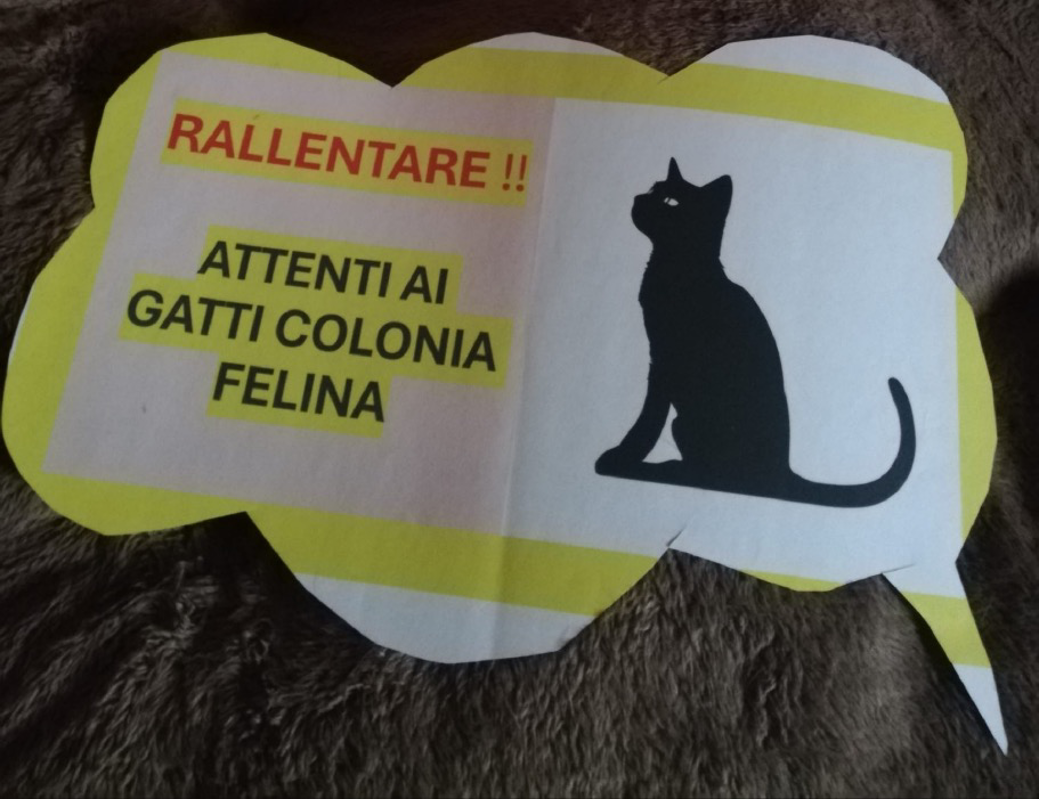 RALLENTARE !!
ATTENTI AI
GATTI COLONIA
FELINA